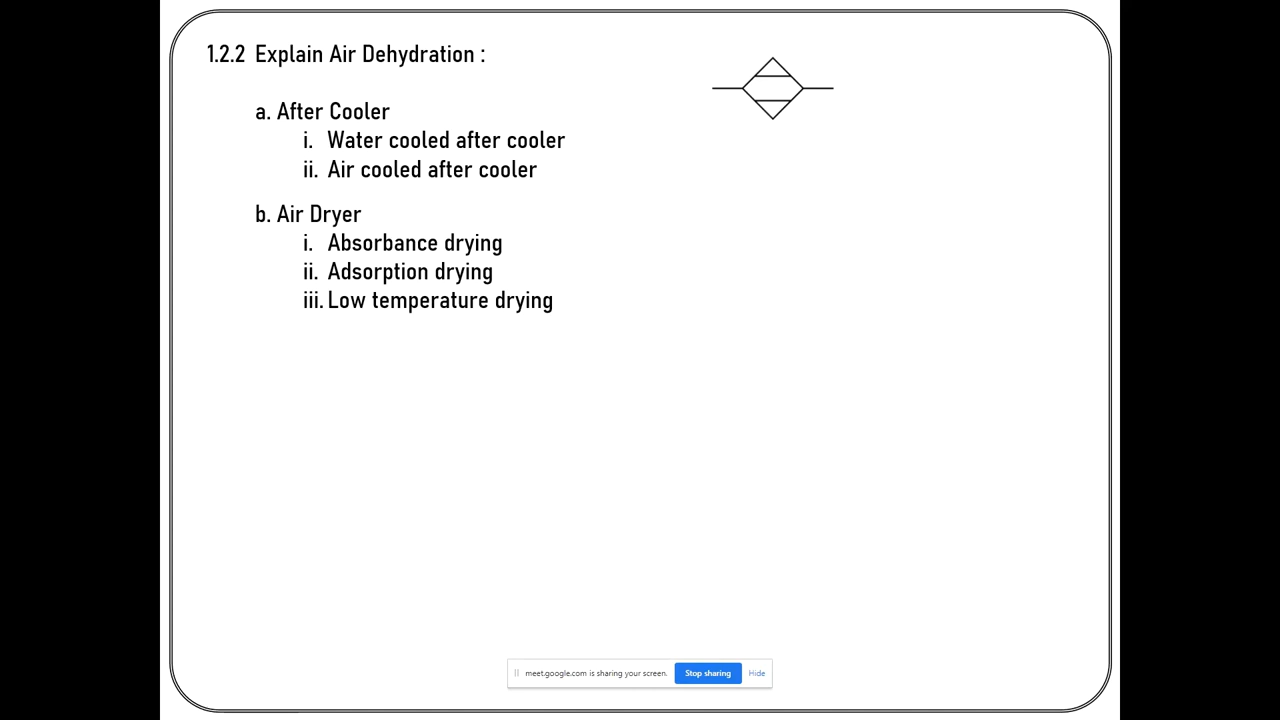 1.2.2 Explain Air Dehydration :
a. After Cooler
i. Water cooled after cooler
ii. Air cooled after cooler
b. Air Dryer
i. Absorbance drying
ii. Adsorption drying
iii. Low temperature drying
meet.google.com is sharing your screen. Stop sharing Hide